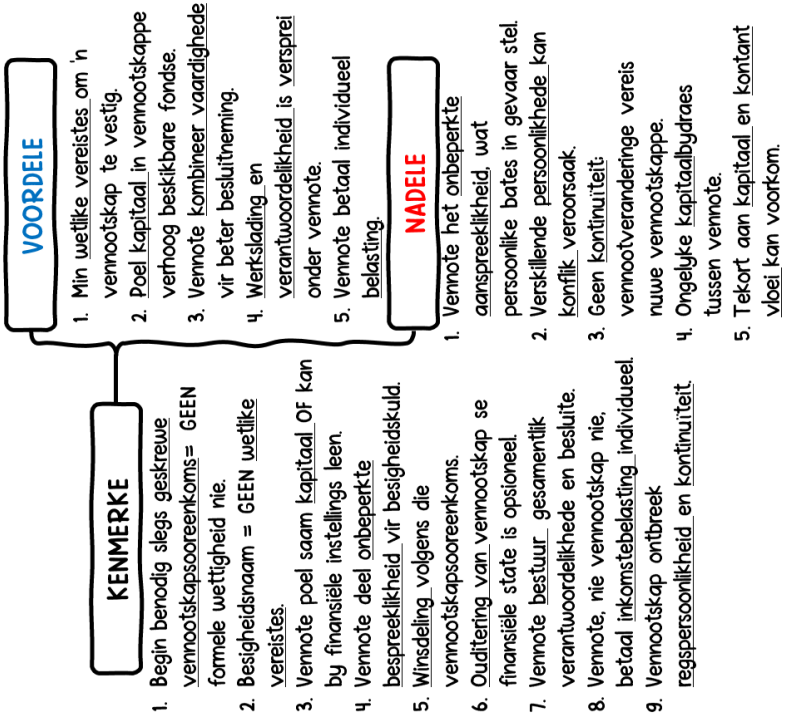 KENMERKE
1. Begin benodig slegs geskrewe
vennootskapsooreenkoms= GEEN
formele wettigheid nie.
2. Besigheidsnaam = GEEN wetlike
vereistes.
3. Vennote poel saam kapitaal OF kan
by finansiële instellings leen.
4. Vennote deel onbeperkte
bespreeklikheid vir besigheidskuld.
5. Winsdeling volgens die
vennootskapsooreenkoms.
6. Ouditering van vennootskap se
finansiële state is opsioneel.
7. Vennote bestuur gesamentlik
verantwoordelikhede en besluite.
8. Vennote, nie vennootskap nie,
betaal inkomstebelasting individueel.
9. Vennootskap ontbreek
regspersoonlikheid en kontinuïteit.
VOORDELE
1. Min wetlike vereistes om 'n
vennootskap te vestig.
2. Poel kapitaal in vennootskappe
verhoog beskikbare fondse.
3. Vennote kombineer vaardighede
vir beter besluitneming.
4. Werkslading en
verantwoordelikheid is versprei
onder vennote.
5. Vennote betaal individueel
belasting.
NADELE
1. Vennote het onbeperkte
aanspreeklikheid, wat
persoonlike bates in gevaar stel.
2. Verskillende persoonlikhede kan
konflik veroorsaak.
3. Geen kontinuïteit:
vennootveranderinge vereis
nuwe vennootskappe.
4. Ongelyke kapitaalbydraes
tussen vennote.
5. Tekort aan kapitaal en kontant
vloei kan voorkom.